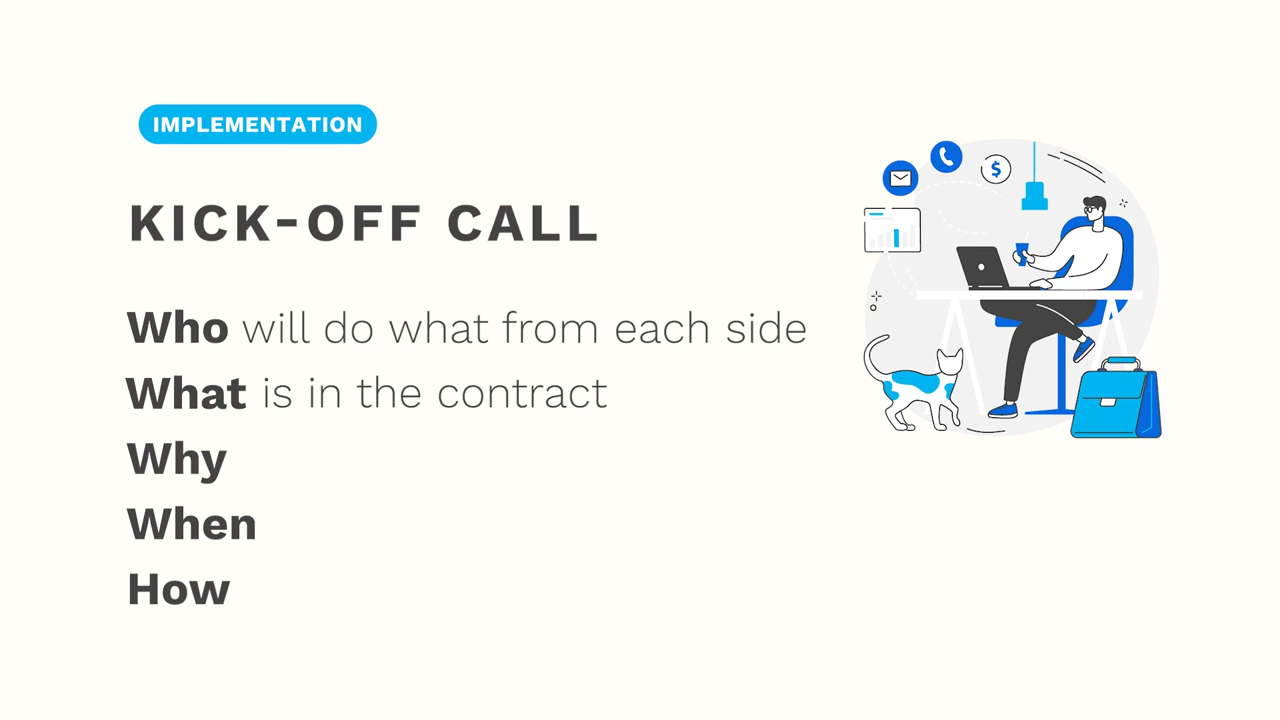 IMPLEMENTATION
KICK-OFF CALL
Who will do what from each side
What is in the contract
Why
When
How
$